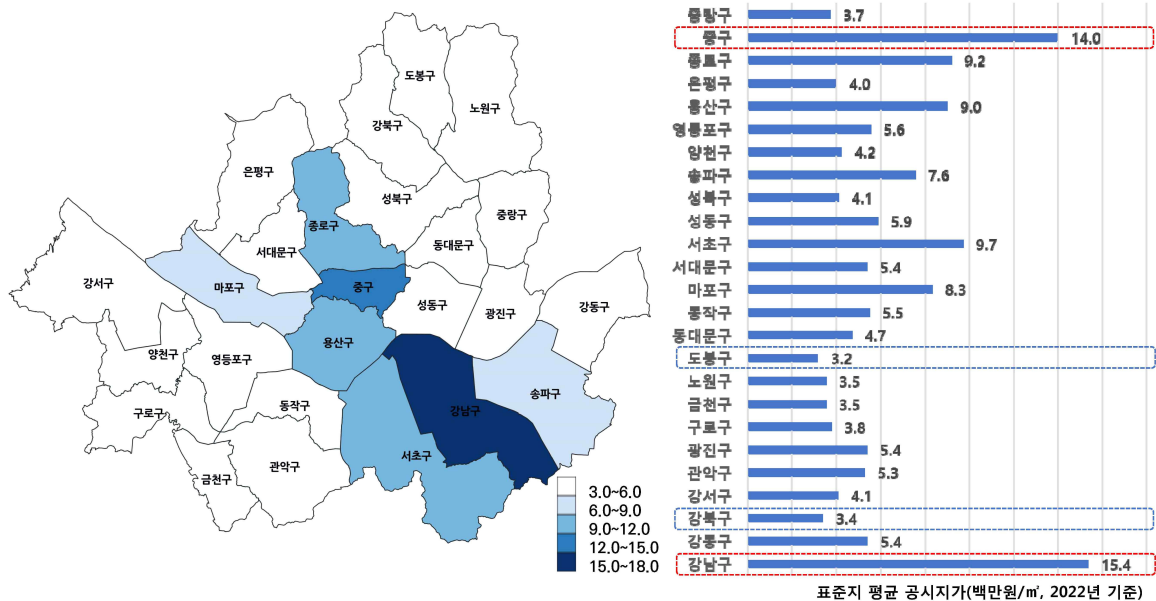 도봉구
노원구
강북구
은평구
성북구
중랑구
종로구
동대문구
서대문구
강서구
마포구
중구
성동구
광진구
강동구
양천구
영등포구
용산구
송파구
구로구
동작구
강남구
서초구
관악구
금천구
3.0~6.0
6.0~9.0
9.0~12.0
12.0~15.0
15.0~18.0
중랑구 3.7
중구 14.0
종로구 9.2
은평구 4.0
용산구 9.0
영등포구 5.6
양천구 4.2
송파구 7.6
성북구 4.1
성동구 5.9
서초구 9.7
서대문구 5.4
마포구 8.3
동작구 5.5
동대문구 4.7
도봉구 3.2
노원구 3.5
금천구 3.5
구로구 3.8
광진구 5.4
관악구 5.3
강서구 4.1
강북구 3.4
강동구 5.4
강남구 15.4
표준지 평균 공시지가(백만원/㎡, 2022년 기준)